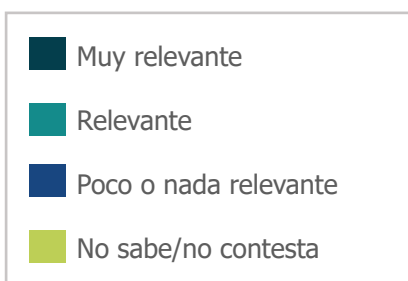 Muy relevante
Relevante
Poco o nada relevante
No sabe/no contesta